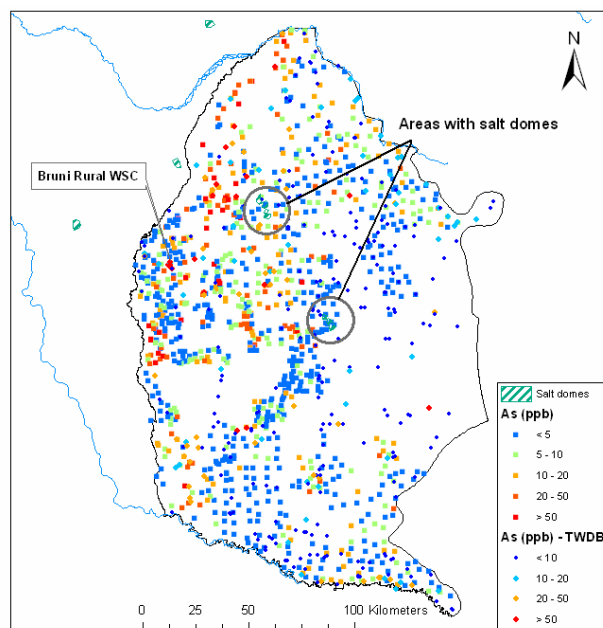 N
Areas with salt domes
Bruni Rural WSC
Salt domes
As (ppb)
< 5
5 - 10
10 - 20
20 - 50
> 50
As (ppb) - TWDB
< 10
10 - 20
20 - 50
> 50
0 25 50 100 Kilometers